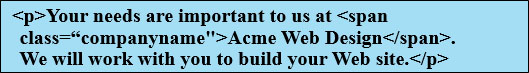 <p>Your needs are important to us at <span
class=“companyname">Acme Web Design</span>.
We will work with you to build your Web site.</p>